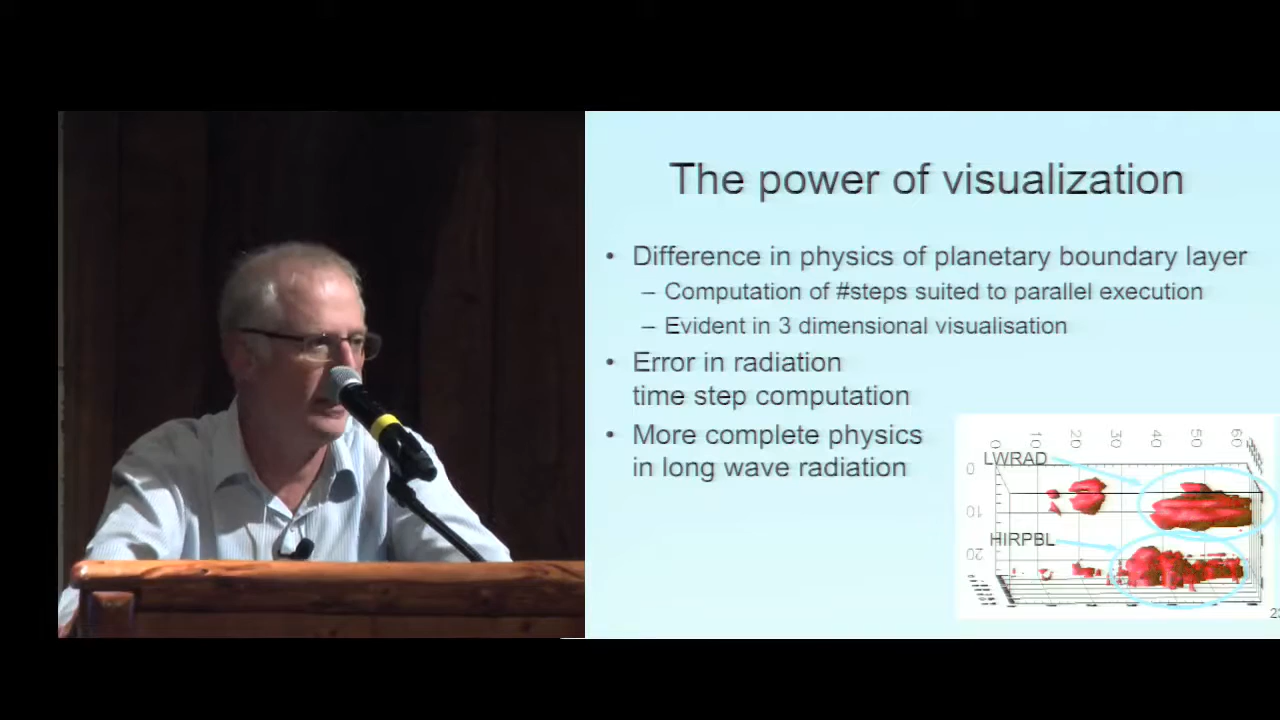 The power of visualization
• Difference in physics of planetary boundary layer
– Computation of #steps suited to parallel execution
– Evident in 3 dimensional visualisation
• Error in radiation
time step computation
• More complete physics
in long wave radiation
0 10 20 30 40 50 60
LWRAD
0
10
HIRPBL
20